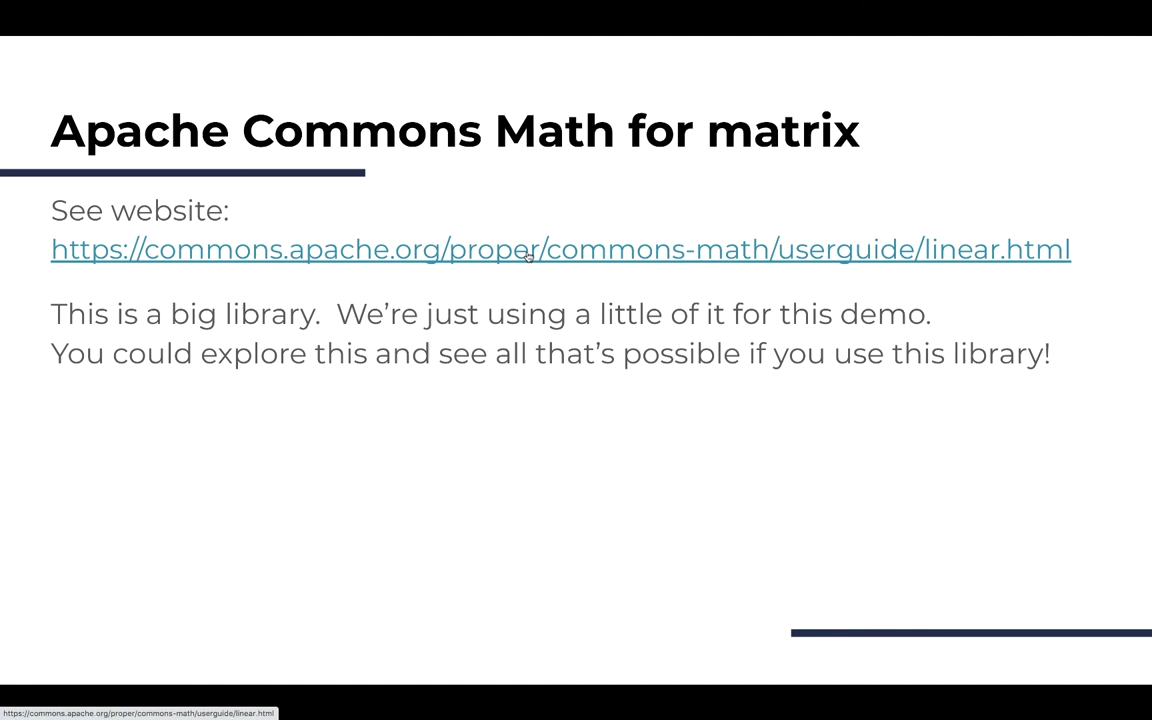 Apache Commons Math for matrix
See website:
https://commons.apache.org/proper/commons-math/userguide/linear.html
This is a big library.  We’re just using a little of it for this demo.
You could explore this and see all that’s possible if you use this library!
https://commons.apache.org/proper/commons-math/userguide/linear.html